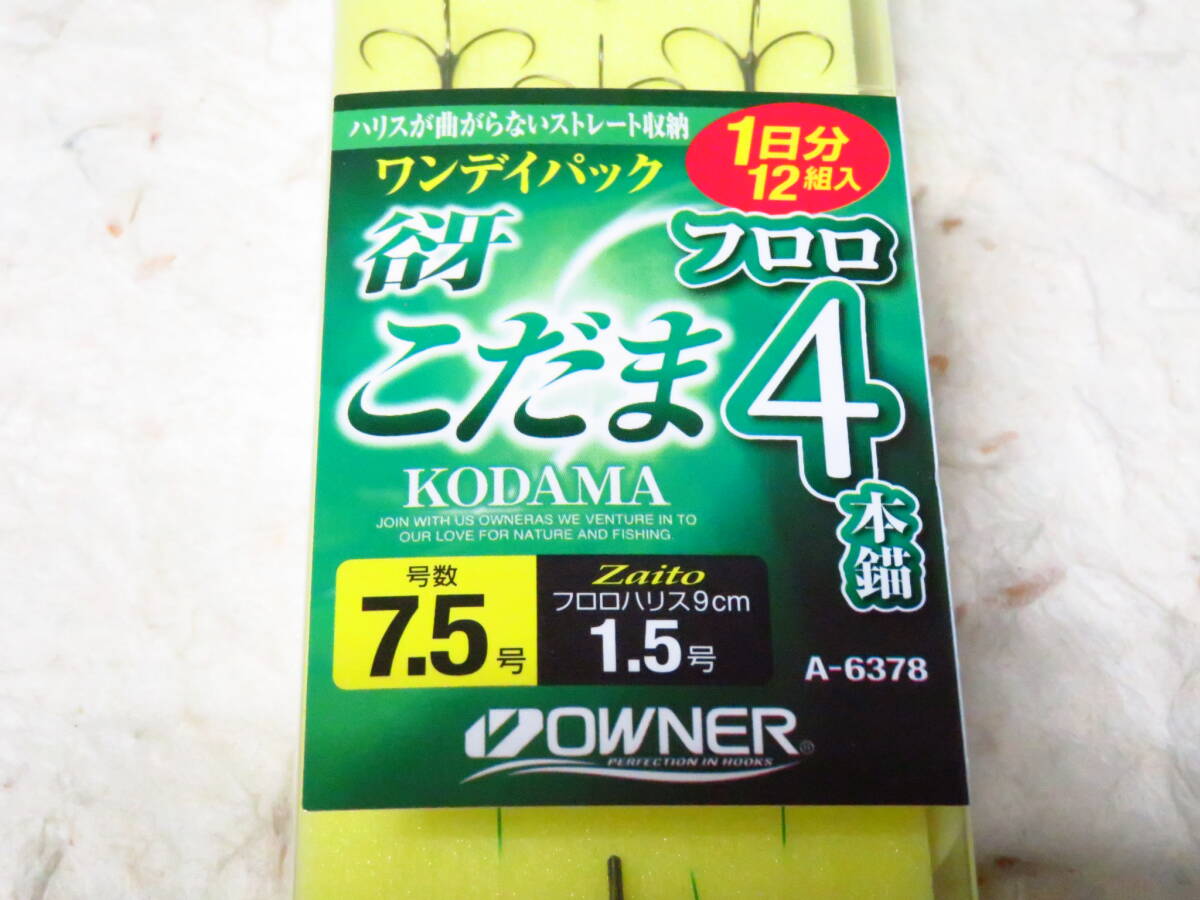 ハリスが曲がらないストレート収納
ワンデイパック
1日分
12組入
谺
こだま
KODAMA
JOIN WITH US OWNERAS WE VENTURE IN TO
OUR LOVE FOR NATURE AND FISHING.
フロロ
4
本錨
号数
7.5号
Zaito
フロロハリス9cm
1.5号
A-6378
OWNER®
PERFECTION IN HOOKS